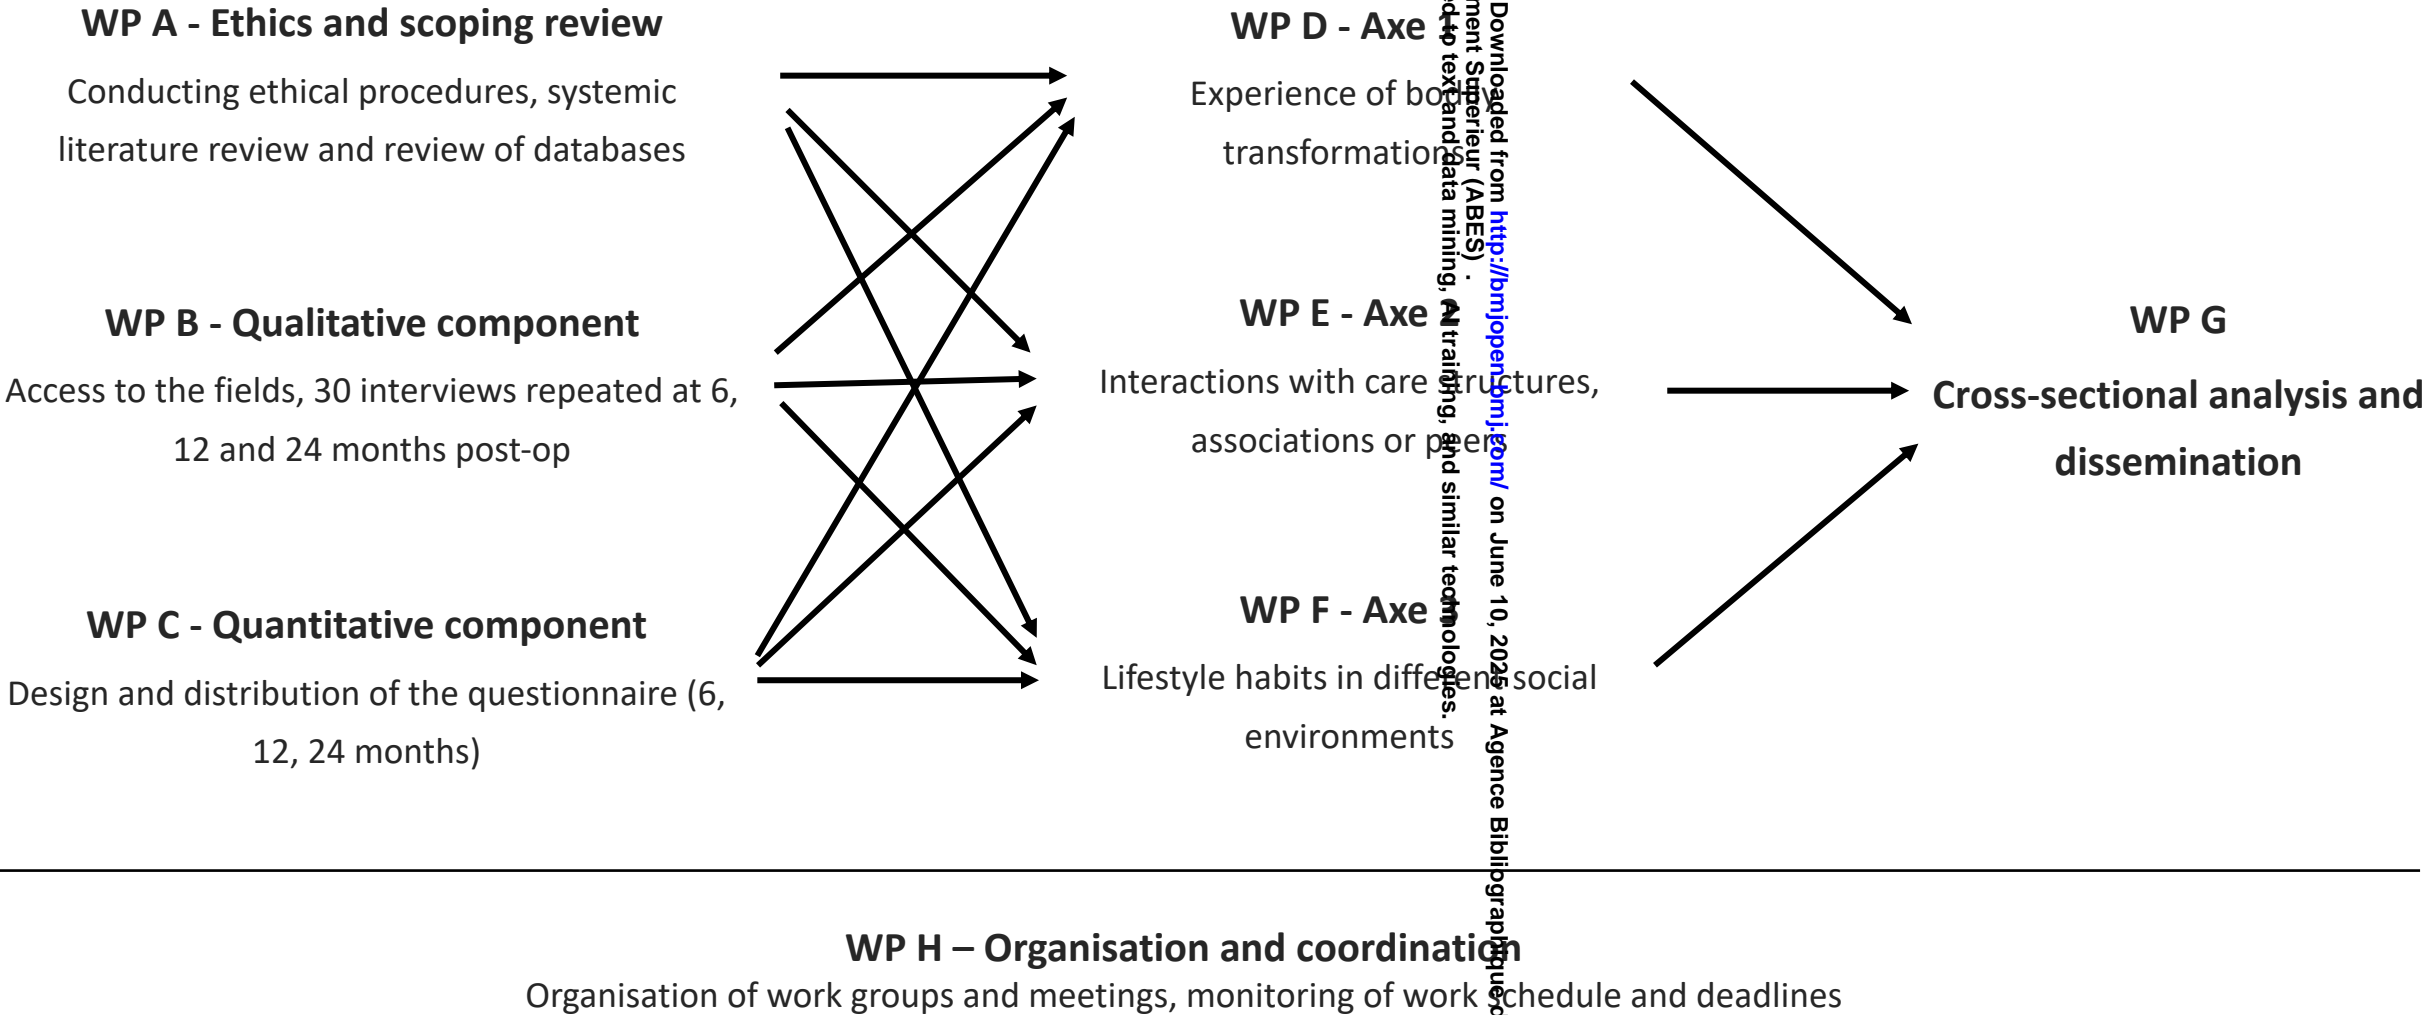 WP A - Ethics and scoping review
Conducting ethical procedures, systemic
literature review and review of databases
WP B - Qualitative component
Access to the fields, 30 interviews repeated at 6,
12 and 24 months post-op
WP C - Quantitative component
Design and distribution of the questionnaire (6,
12, 24 months)
WP D - Axe 1
Experience of bodily
transformations
WP E - Axe 2
Interactions with care structures,
associations or peers
WP F - Axe 3
Lifestyle habits in different social
environments
WP G
Cross-sectional analysis and
dissemination
WP H – Organisation and coordination
Organisation of work groups and meetings, monitoring of work schedule and deadlines
Downloaded from http://bmjopen.bmj.com/ on June 10, 2025 at Agence Bibliographique
ment Superieur (ABES) .
to text and data mining, AI training, and similar technologies.